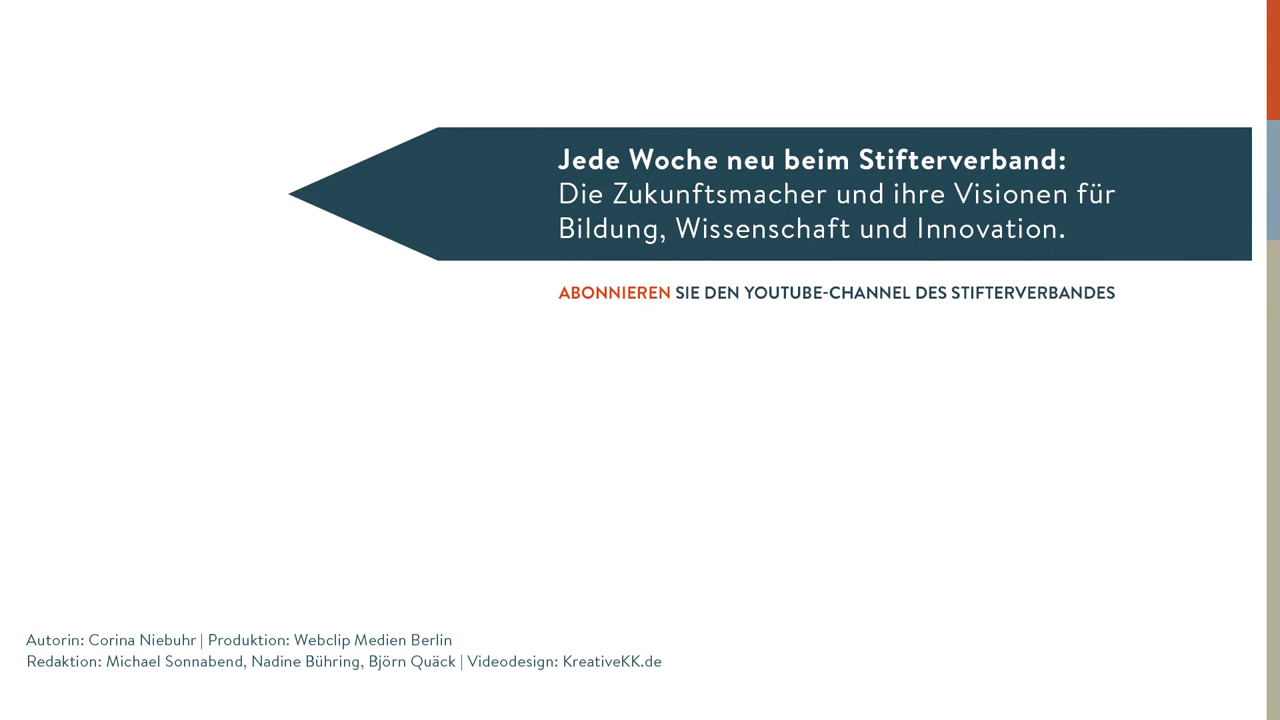 Jede Woche neu beim Stifterverband:
Die Zukunftsmacher und ihre Visionen für
Bildung, Wissenschaft und Innovation.
ABONNIEREN SIE DEN YOUTUBE-CHANNEL DES STIFTERVERBANDES
Autorin: Corina Niebuhr | Produktion: Webclip Medien Berlin
Redaktion: Michael Sonnabend, Nadine Bühring, Björn Quäck | Videodesign: KreativeKK.de